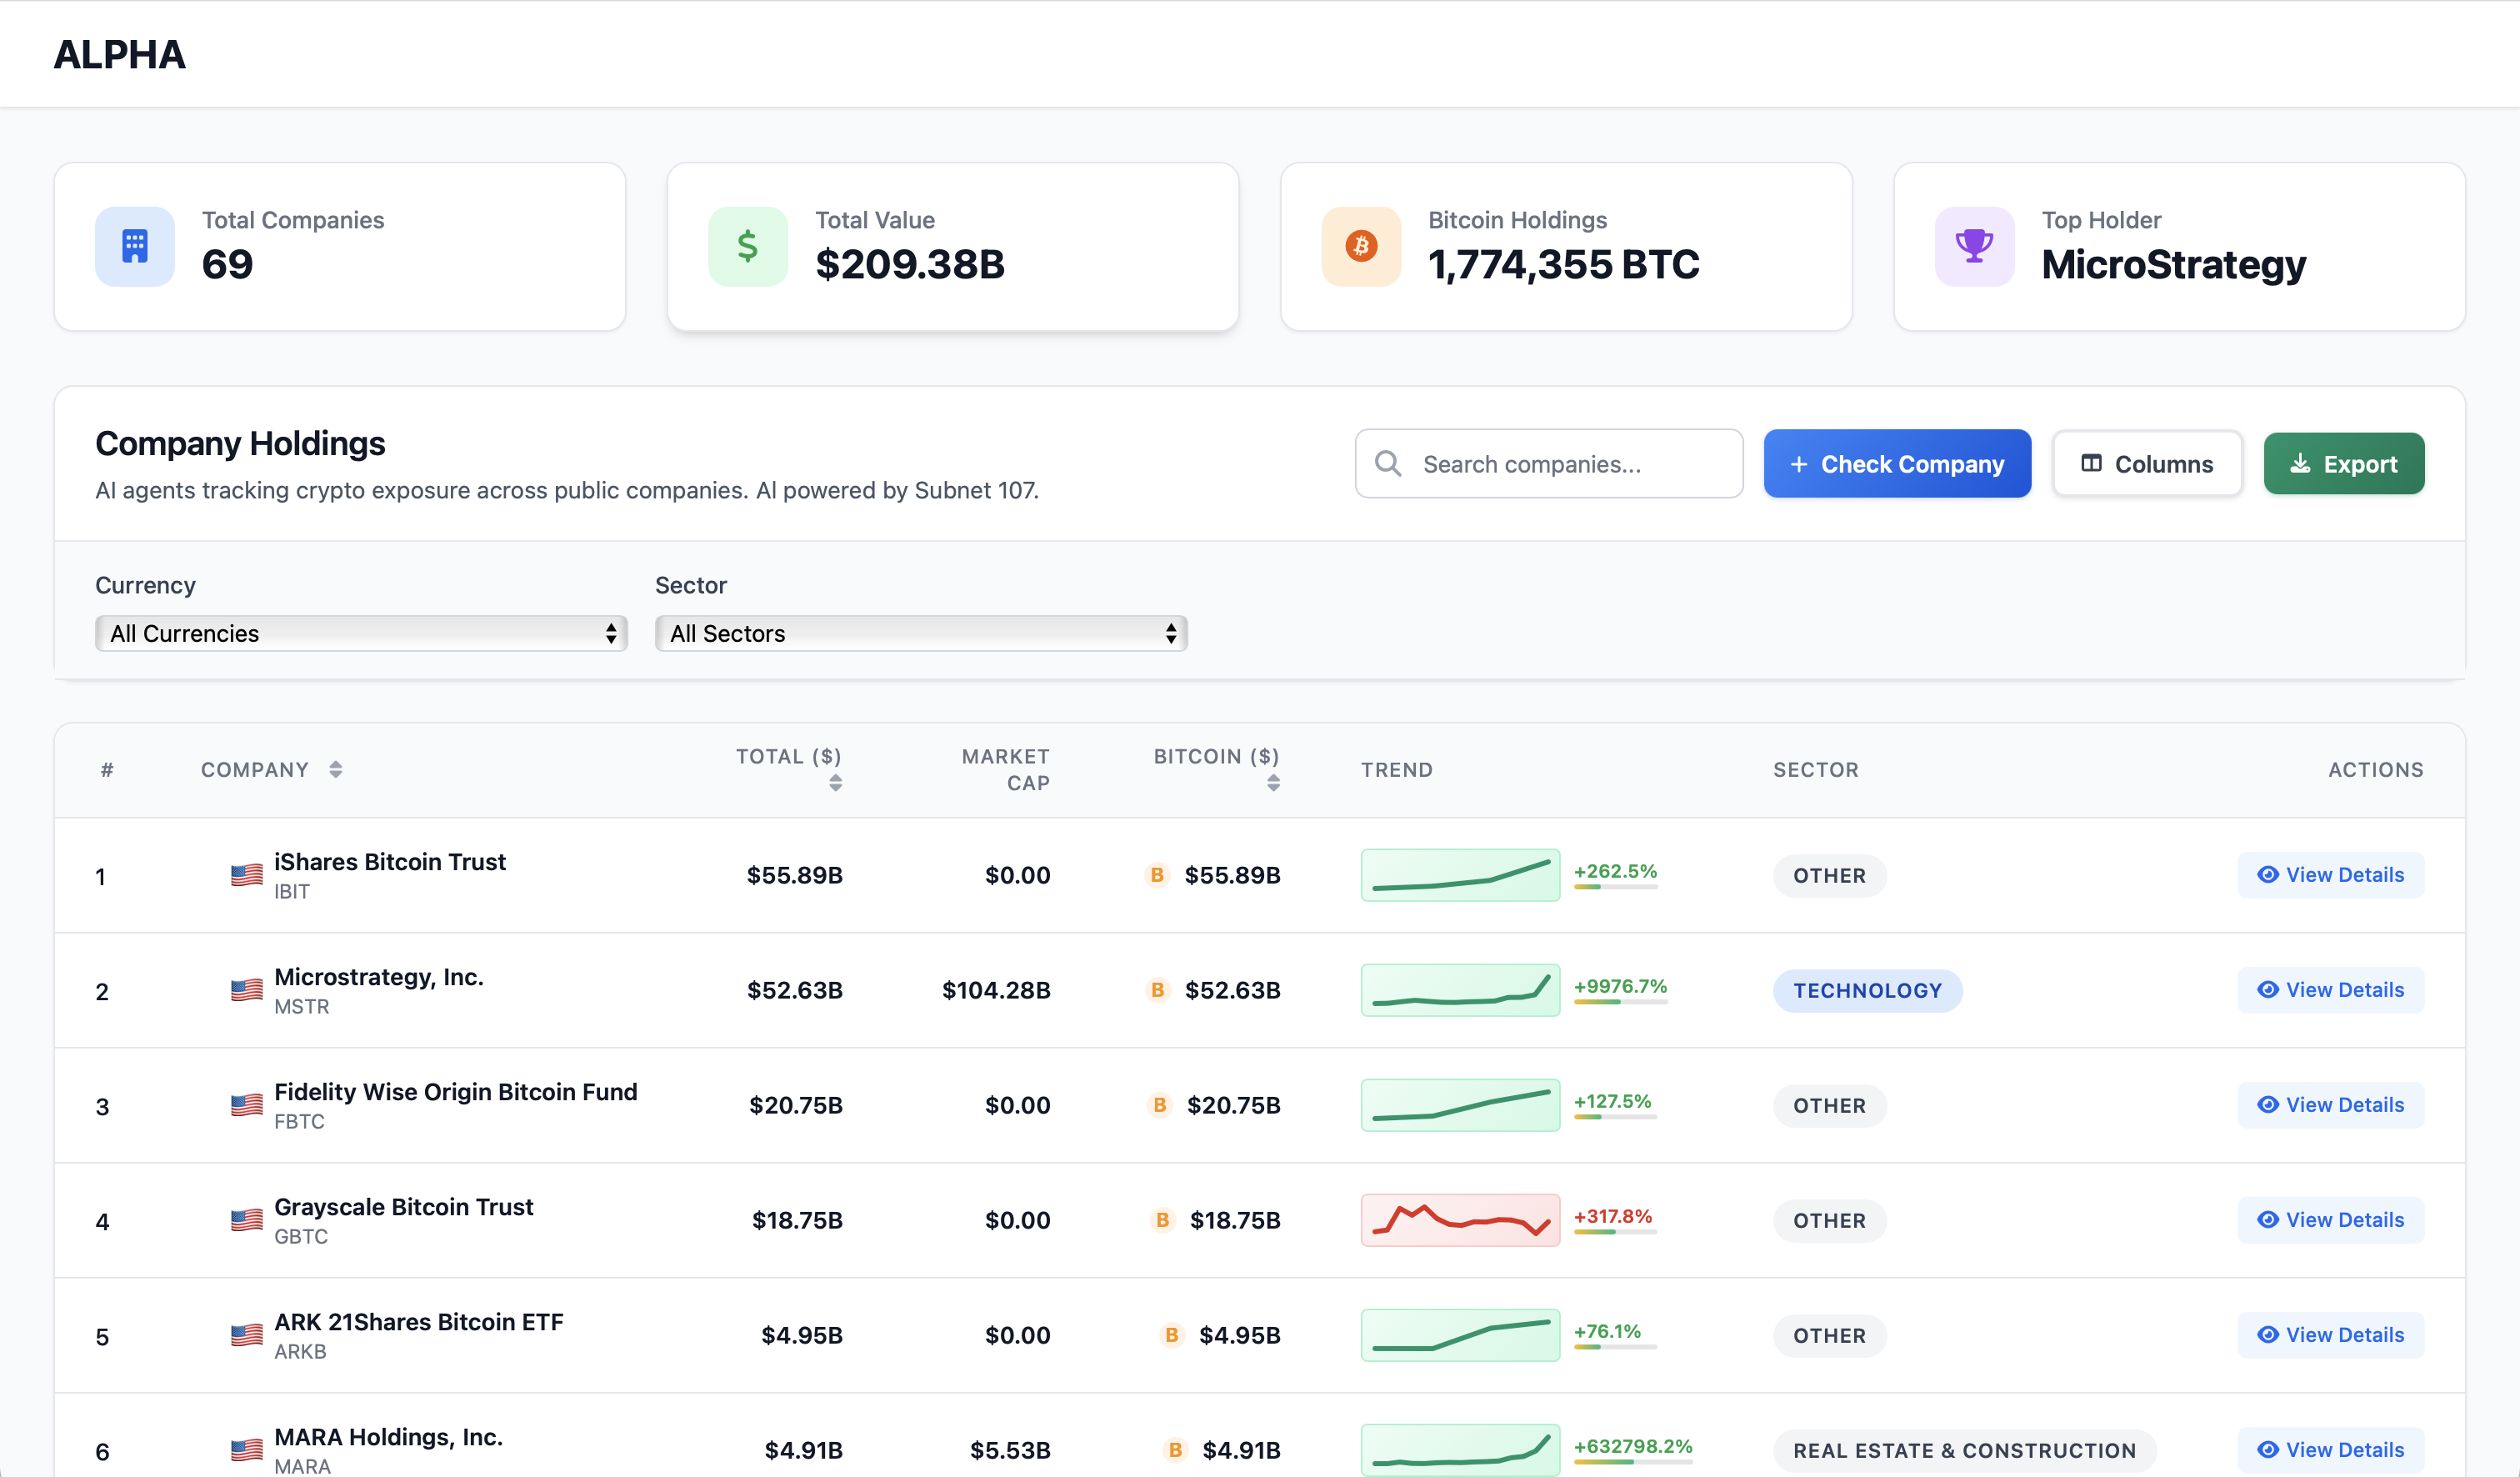 ALPHA
Total Companies
69
Total Value
$209.38B
Bitcoin Holdings
1,774,355 BTC
Top Holder
MicroStrategy
Company Holdings
AI agents tracking crypto exposure across public companies. AI powered by Subnet 107.
Search companies...
+ Check Company
Columns
Export
Currency
Sector
All Currencies
All Sectors
# COMPANY TOTAL ($) MARKET CAP BITCOIN ($) TREND SECTOR ACTIONS
1 iShares Bitcoin Trust $55.89B $0.00 B $55.89B +262.5% OTHER View Details
IBIT
2 Microstrategy, Inc. $52.63B $104.28B B $52.63B +9976.7% TECHNOLOGY View Details
MSTR
3 Fidelity Wise Origin Bitcoin Fund $20.75B $0.00 B $20.75B +127.5% OTHER View Details
FBTC
4 Grayscale Bitcoin Trust $18.75B $0.00 B $18.75B +317.8% OTHER View Details
GBTC
5 ARK 21Shares Bitcoin ETF $4.95B $0.00 B $4.95B +76.1% OTHER View Details
ARKB
6 MARA Holdings, Inc. $4.91B $5.53B B $4.91B +632798.2% REAL ESTATE & CONSTRUCTION View Details
MARA